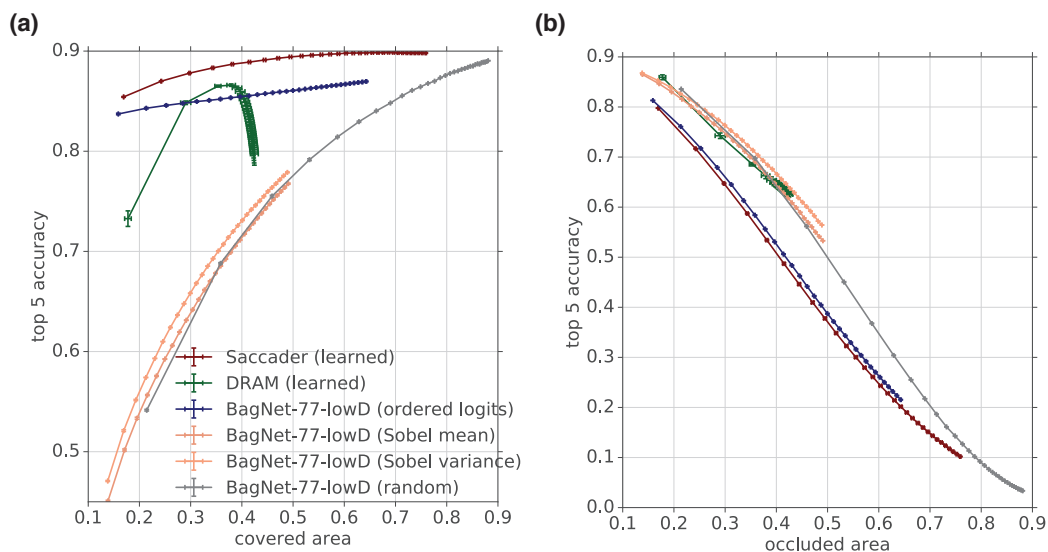 (a)
0.9
0.8
0.7
0.6
0.5
top 5 accuracy
Saccader (learned)
DRAM (learned)
BagNet-77-lowD (ordered logits)
BagNet-77-lowD (Sobel mean)
BagNet-77-lowD (Sobel variance)
BagNet-77-lowD (random)
0.1 0.2 0.3 0.4 0.5 0.6 0.7 0.8 0.9
covered area
(b)
0.9
0.8
0.7
0.6
0.5
0.4
0.3
0.2
0.1
0.0
top 5 accuracy
0.1 0.2 0.3 0.4 0.5 0.6 0.7 0.8 0.9
occluded area